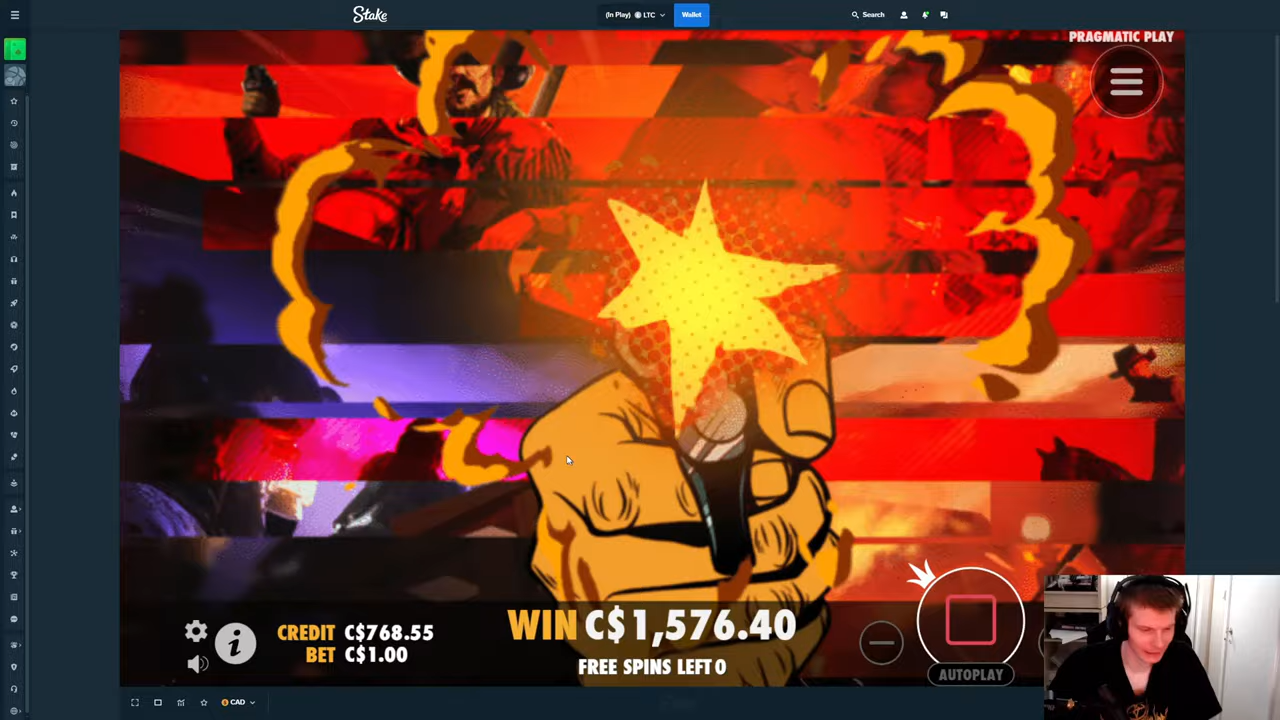 Stake
(In Play) LTC
Wallet
Search
PRAGMATIC PLAY
CREDIT C$768.55
BET C$1.00
WIN C$1,576.40
FREE SPINS LEFT 0
AUTOPLAY
CAD